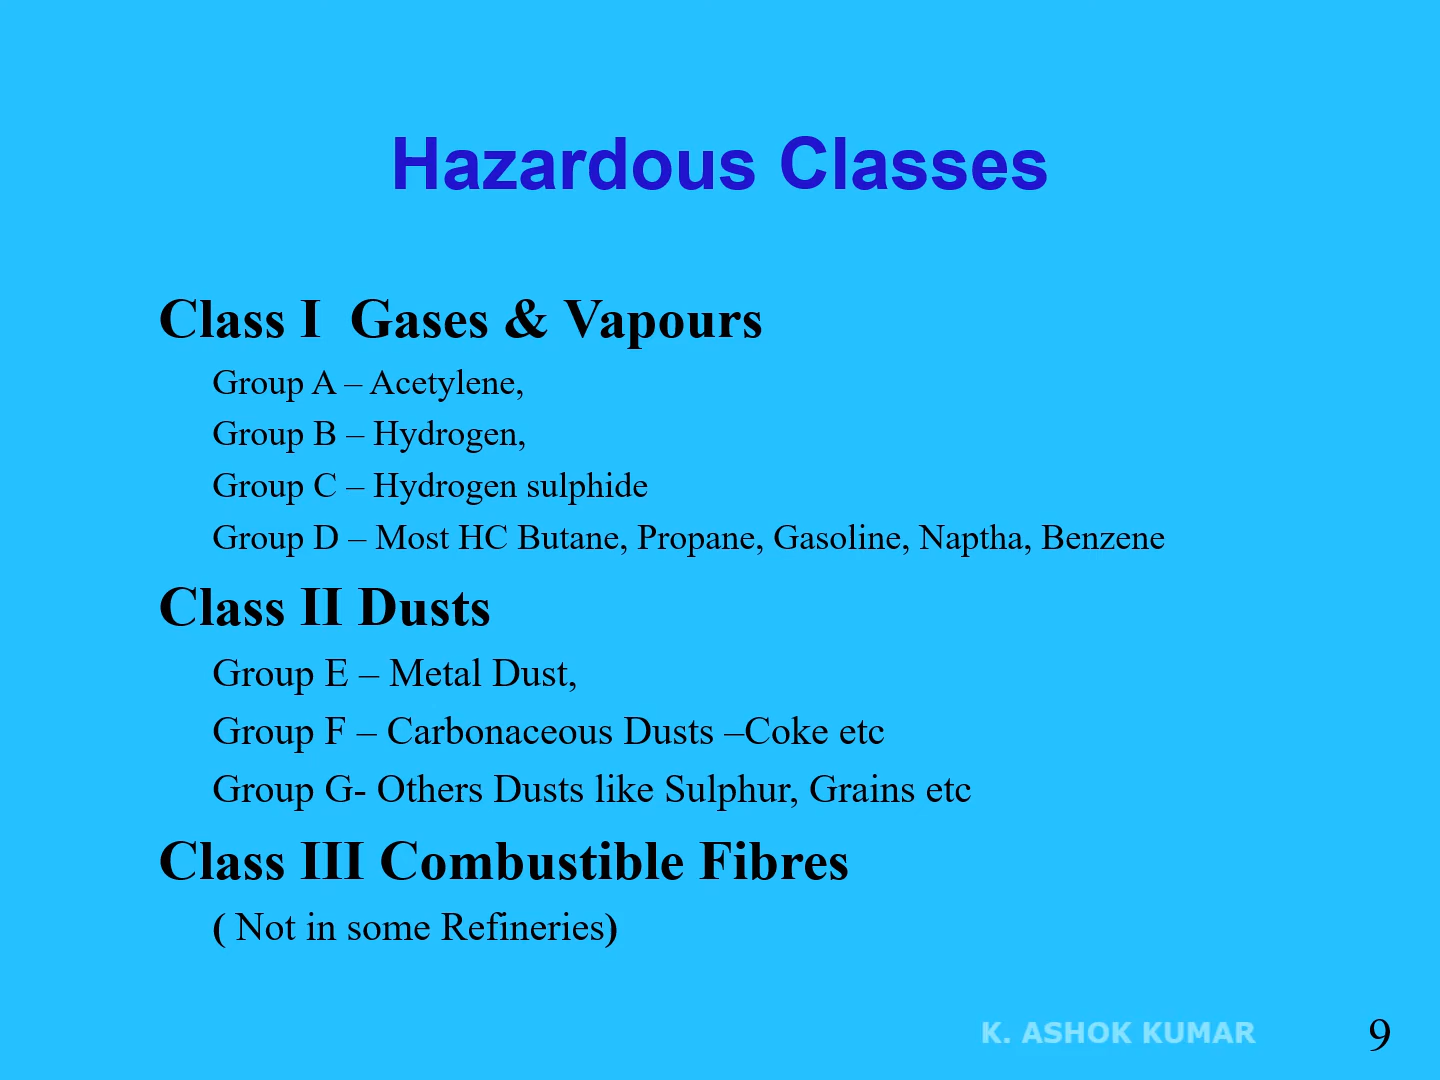 Hazardous Classes
Class I  Gases & Vapours
Group A – Acetylene,
Group B – Hydrogen,
Group C – Hydrogen sulphide
Group D – Most HC Butane, Propane, Gasoline, Naptha, Benzene
Class II Dusts
Group E – Metal Dust,
Group F – Carbonaceous Dusts –Coke etc
Group G- Others Dusts like Sulphur, Grains etc
Class III Combustible Fibres
( Not in some Refineries)
K. ASHOK KUMAR
9